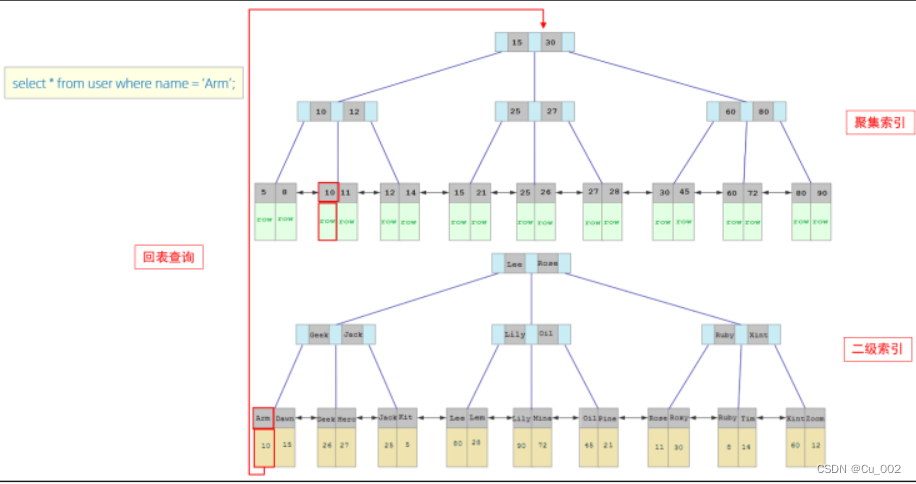 15 30
select * from user where name = 'Arm';
10 12 25 27 60 80
聚集索引
5 8 10 11 12 14 15 21 25 26 27 28 30 45 60 72 80 90
row row row row row row row row row row row row row row row row row row
回表查询
Lee Rose
Geek Jack Lily Oil Ruby Xint
二级索引
Arm Dawn Geek Hero Jack Kit Lee Lem Lily Mina Oil Pine Rose Roxy Ruby Tim Xint Zoom
10 15 26 27 25 5 80 28 90 72 45 21 11 30 8 14 60 12
CSDN @Cu_002